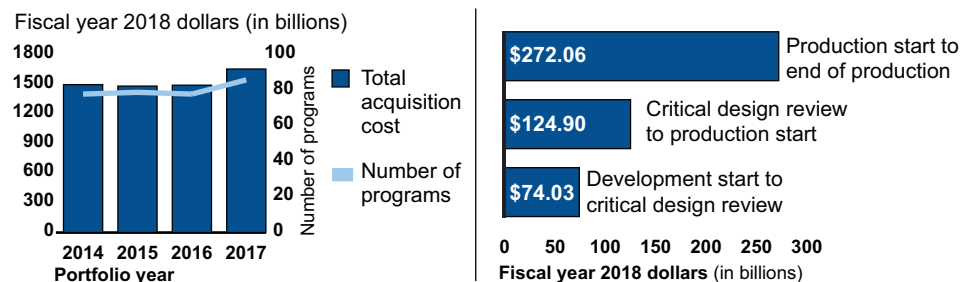 Fiscal year 2018 dollars (in billions)
1800
1500
1200
900
600
300
0
100
80
60
40
20
0
Number of programs
2014 2015 2016 2017
Portfolio year
Total
acquisition
cost
Number of
programs
$272.06
Production start to
end of production
$124.90
Critical design review
to production start
$74.03
Development start to
critical design review
0 50 100 150 200 250 300
Fiscal year 2018 dollars (in billions)